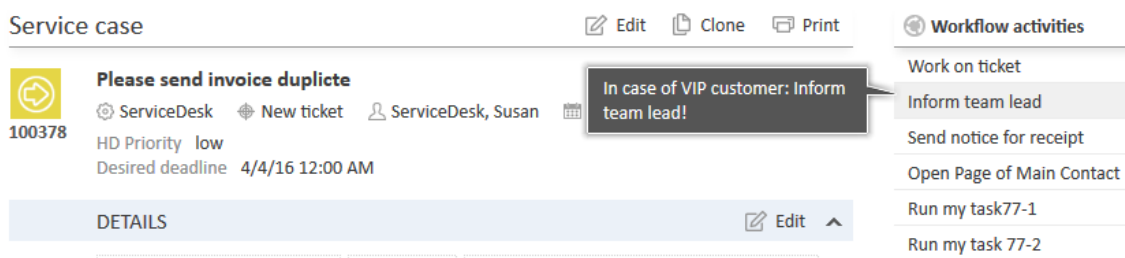 Service case
Edit
Clone
Print
Please send invoice duplicte
ServiceDesk
New ticket
ServiceDesk, Susan
100378
HD Priority low
Desired deadline 4/4/16 12:00 AM
DETAILS
Edit
In case of VIP customer: Inform
team lead!
Workflow activities
Work on ticket
Inform team lead
Send notice for receipt
Open Page of Main Contact
Run my task77-1
Run my task 77-2